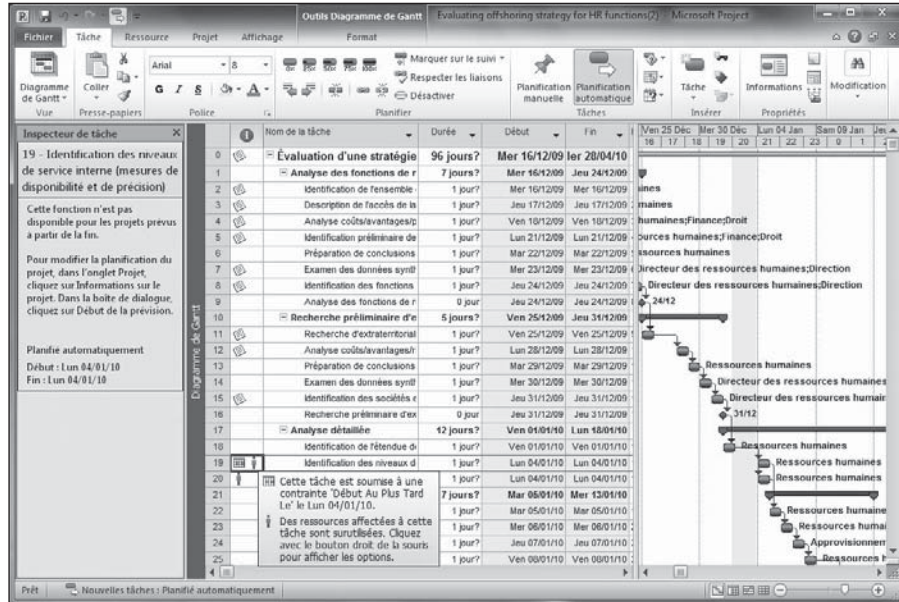 Outils Diagramme de Gantt
Evaluating offshoring strategy for HR functions(2) - Microsoft Project
Fichier Tâche Ressource Projet Affichage Format
Diagramme de Gantt
Vue
Coller
Presse-papiers
Arial 8
G I S
Police
Marquer sur le suivi
Respecter les liaisons
Désactiver
Planifier
Planification manuelle
Planification automatique
Tâches
Tâche
Insérer
Informations
Propriétés
Modification
Inspecteur de tâche
19 - Identification des niveaux
de service interne (mesures de
disponibilité et de précision)
Cette fonction n'est pas
disponible pour les projets prévus
à partir de la fin.
Pour modifier la planification du
projet, dans l'onglet Projet,
cliquez sur Informations sur le
projet. Dans la boîte de dialogue,
cliquez sur Début de la prévision.
Planifié automatiquement
Début : Lun 04/01/10
Fin : Lun 04/01/10
Diagramme de Gantt
Nom de la tâche Durée Début Fin
0 Évaluation d'une stratégie 96 jours? Mer 16/12/09 ler 28/04/10
1 Analyse des fonctions de r 7 jours? Mer 16/12/09 Jeu 24/12/09
2 Identification de l'ensemble 1 jour? Mer 16/12/09 Mer 16/12/09
3 Description de l'accès de la 1 jour? Jeu 17/12/09 Jeu 17/12/09
4 Analyse coûts/avantages/p 1 jour? Ven 18/12/09 Ven 18/12/09
5 Identification préliminaire de 1 jour? Lun 21/12/09 Lun 21/12/09
6 Préparation de conclusions 1 jour? Mar 22/12/09 Mar 22/12/09
7 Examen des données synt 1 jour? Mer 23/12/09 Mer 23/12/09
8 Identification des fonctions 1 jour? Jeu 24/12/09 Jeu 24/12/09
9 Analyse des fonctions de r 0 jour Jeu 24/12/09 Jeu 24/12/09
10 Recherche préliminaire d'e 5 jours? Ven 25/12/09 Jeu 31/12/09
11 Recherche d'extraterritorial 1 jour? Ven 25/12/09 Ven 25/12/09
12 Analyse coûts/avantages/r 1 jour? Lun 28/12/09 Lun 28/12/09
13 Préparation de conclusions 1 jour? Mar 29/12/09 Mar 29/12/09
14 Examen des données synt 1 jour? Mer 30/12/09 Mer 30/12/09
15 Identification des sociétés e 1 jour? Jeu 31/12/09 Jeu 31/12/09
16 Recherche préliminaire d'ex 0 jour Jeu 31/12/09 Jeu 31/12/09
17 Analyse détaillée 12 jours? Ven 01/01/10 Lun 18/01/10
18 Identification de l'étendue d 1 jour? Ven 01/01/10 Ven 01/01/10
19 Identification des niveaux d 1 jour? Lun 04/01/10 Lun 04/01/10
20 1 jour? Lun 04/01/10 Lun 04/01/10
21 7 jours? Mar 05/01/10 Mer 13/01/10
22 1 jour? Mar 05/01/10 Mar 05/01/10
23 1 jour? Mer 06/01/10 Mer 06/01/10
24 1 jour? Jeu 07/01/10 Jeu 07/01/10
25 1 jour? Ven 08/01/10 Ven 08/01/10
Cette tâche est soumise à une
contrainte 'Début Au Plus Tard
Le' le Lun 04/01/10.
Des ressources affectées à cette
tâche sont surutilisées. Cliquez
avec le bouton droit de la souris
pour afficher les options.
Ven 25 Déc Mer 30 Déc Lun 04 Jan Sam 09 Jan Jeu
16 17 18 19 20 21 22 23 0 1
ines
maines
humaines;Finance;Droit
ources humaines;Finance;Droit
ssources humaines
Directeur des ressources humaines;Direction
Directeur des ressources humaines;Direction
24/12
Ressources humaines
Directeur des ressources humaines
Directeur des ressources humain
31/12
Ressources humaines
Ressources humaines
Ressources humaines
Ressources humaine
Ressources humai
Approvisionnem
Ressources h
Prêt Nouvelles tâches : Planifié automatiquement